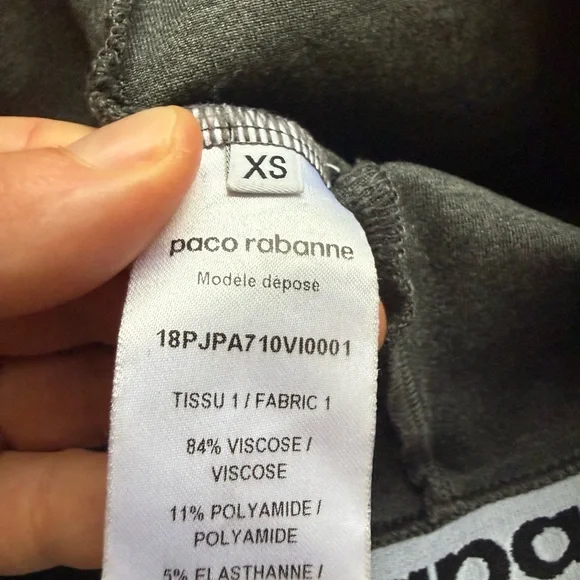 XS
paco rabanne
Modèle déposé
18PJPA710VI0001
TISSU 1 / FABRIC 1
84% VISCOSE /
VISCOSE
11% POLYAMIDE /
POLYAMIDE
5% ELASTHANNE /